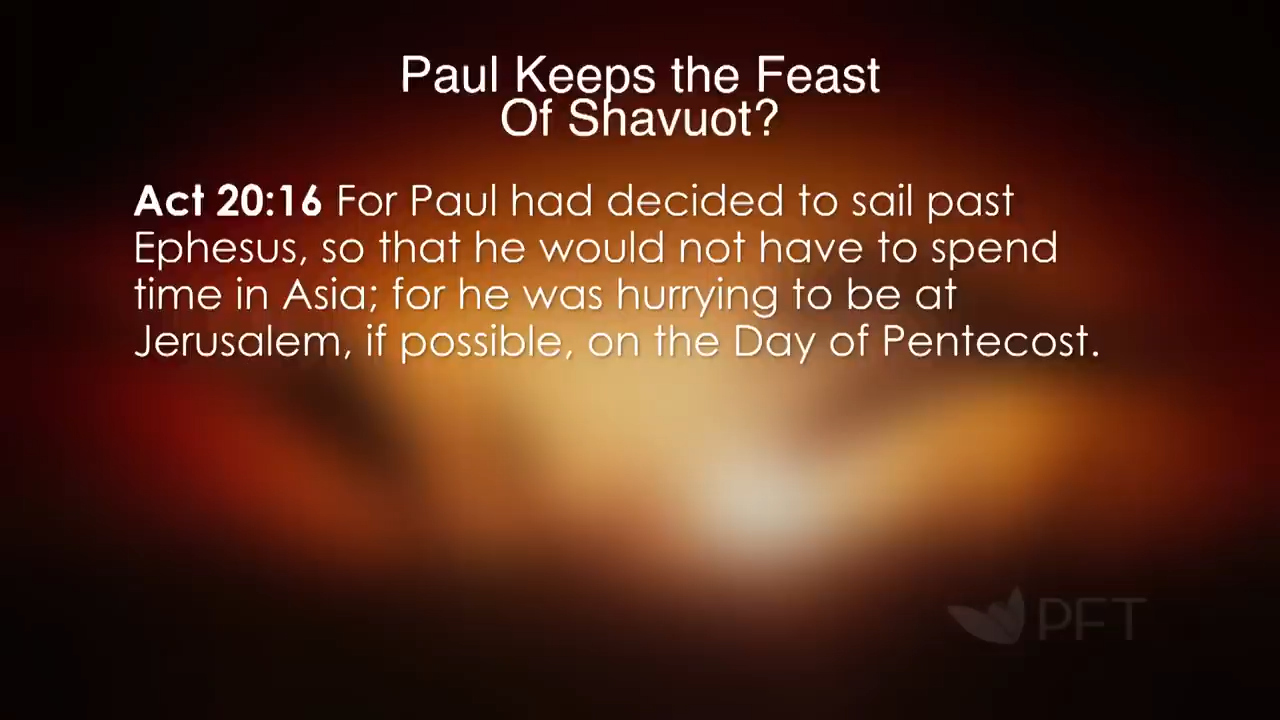 Paul Keeps the Feast
Of Shavuot?
Act 20:16 For Paul had decided to sail past
Ephesus, so that he would not have to spend
time in Asia; for he was hurrying to be at
Jerusalem, if possible, on the Day of Pentecost.
PFT